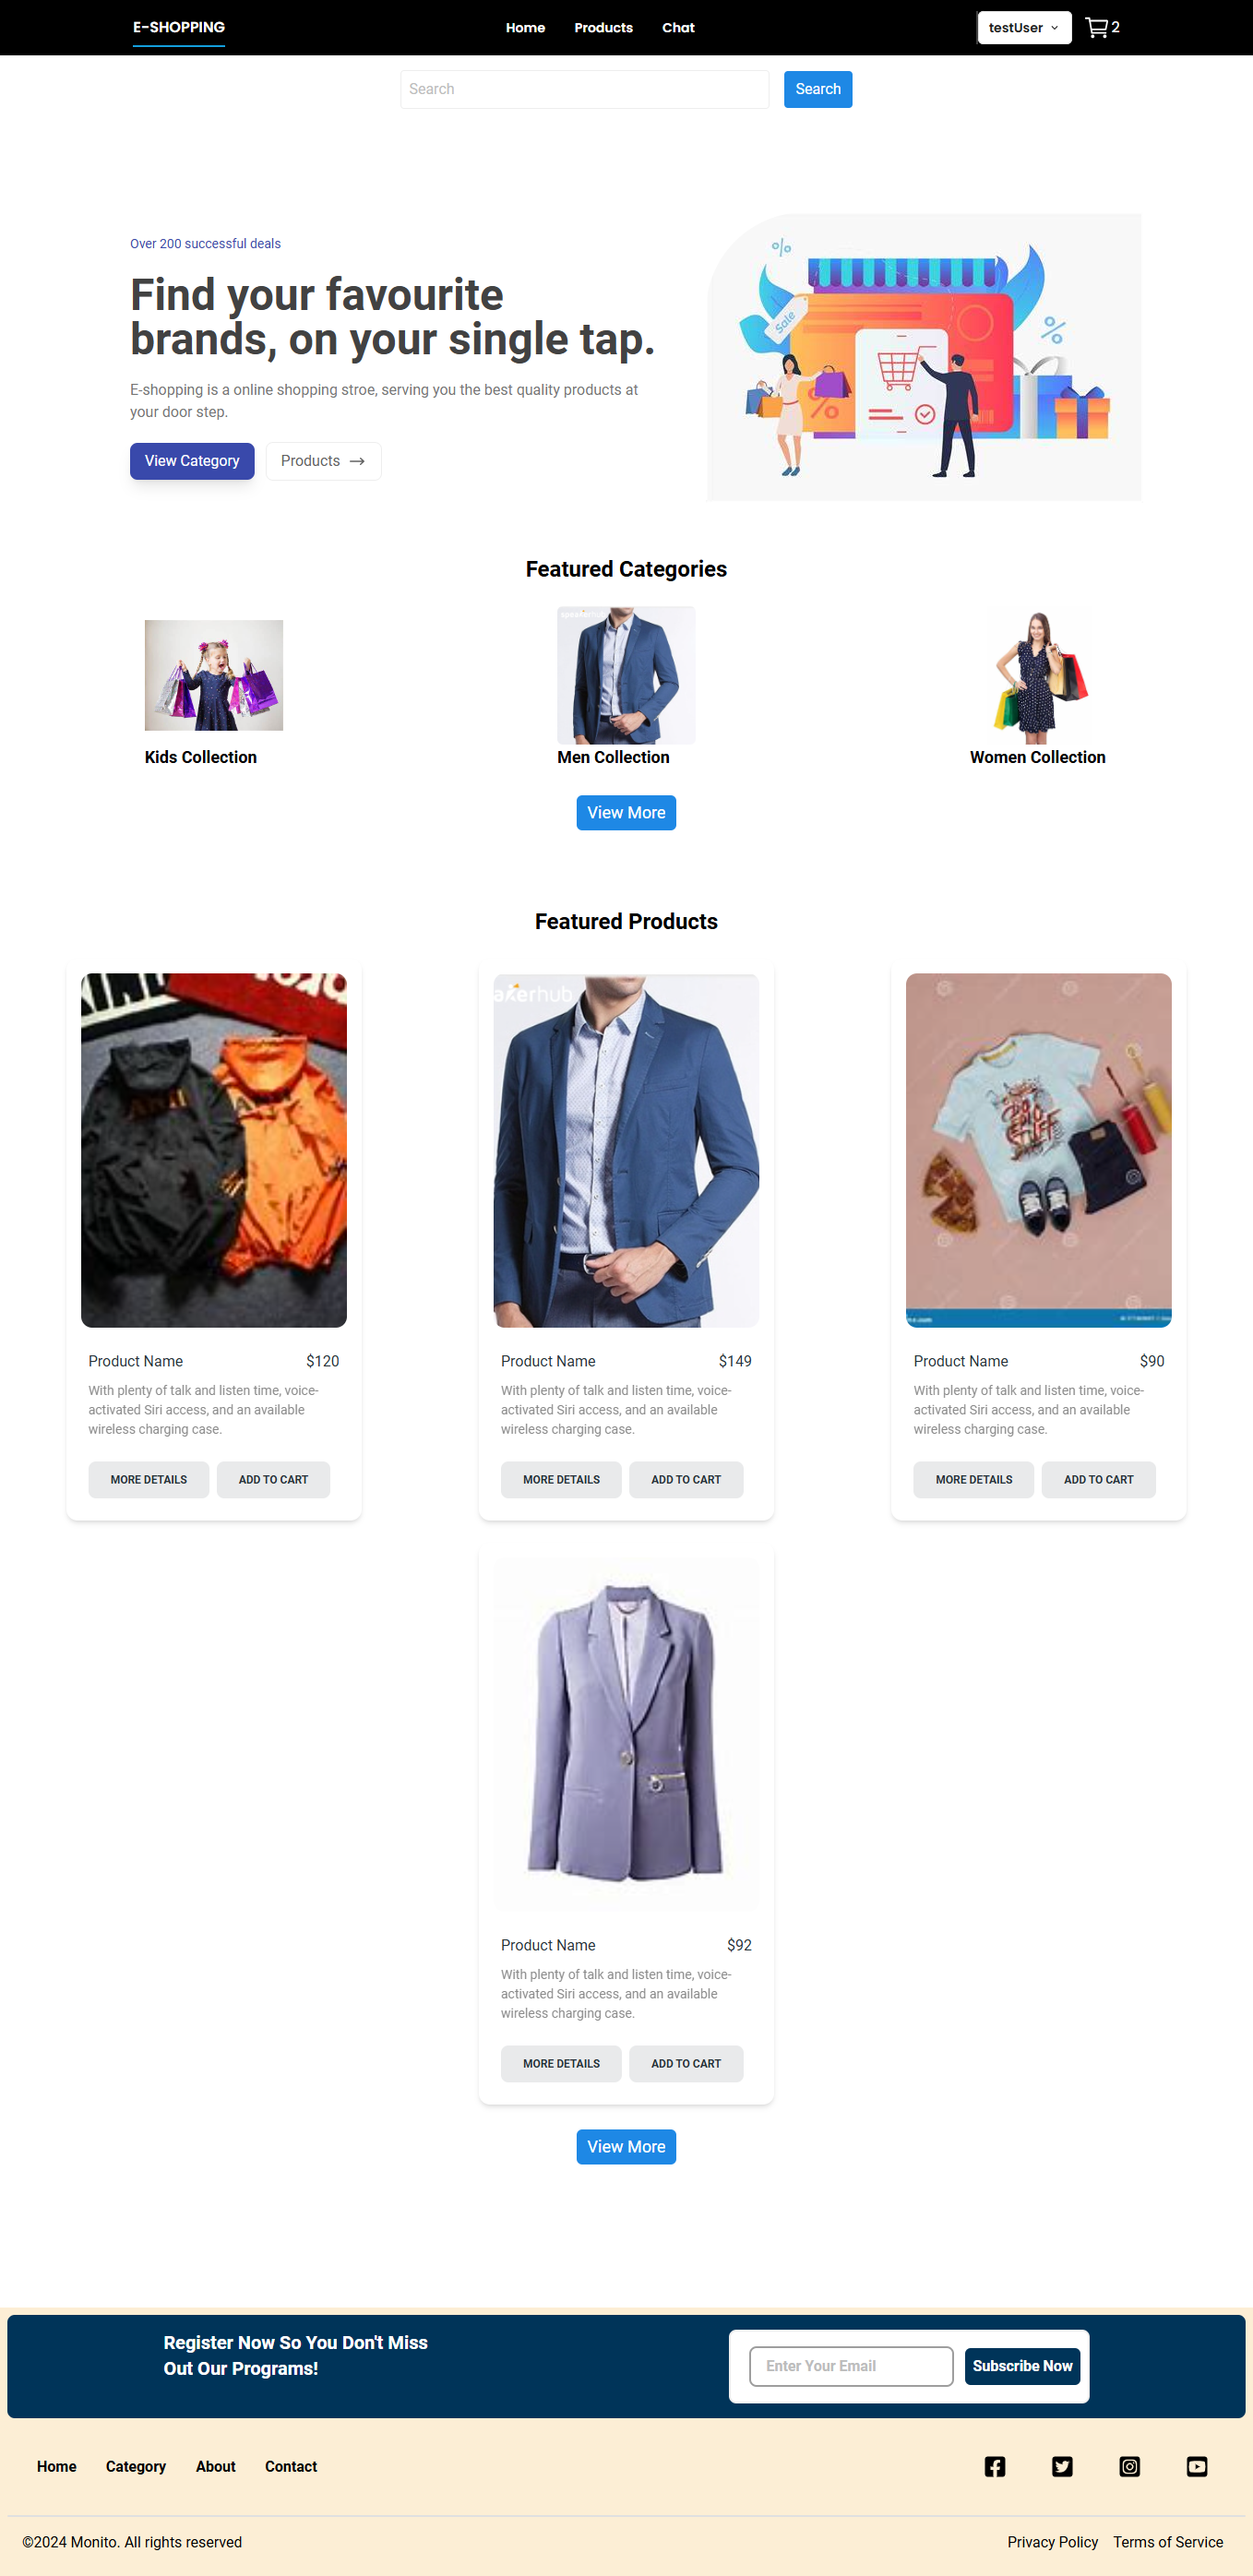 E-SHOPPING
Home Products Chat
testUser
2
Search
Search
Over 200 successful deals
Find your favourite
brands, on your single tap.
E-shopping is a online shopping stroe, serving you the best quality products at
your door step.
View Category
Products
%
Sale
%
%
Featured Categories
Kids Collection
Men Collection
Women Collection
View More
Featured Products
akerhub
Product Name $120
With plenty of talk and listen time, voice-
activated Siri access, and an available
wireless charging case.
MORE DETAILS
ADD TO CART
Product Name $149
With plenty of talk and listen time, voice-
activated Siri access, and an available
wireless charging case.
MORE DETAILS
ADD TO CART
Product Name $90
With plenty of talk and listen time, voice-
activated Siri access, and an available
wireless charging case.
MORE DETAILS
ADD TO CART
Product Name $92
With plenty of talk and listen time, voice-
activated Siri access, and an available
wireless charging case.
MORE DETAILS
ADD TO CART
View More
Register Now So You Don't Miss
Out Our Programs!
Enter Your Email
Subscribe Now
Home Category About Contact
©2024 Monito. All rights reserved
Privacy Policy Terms of Service